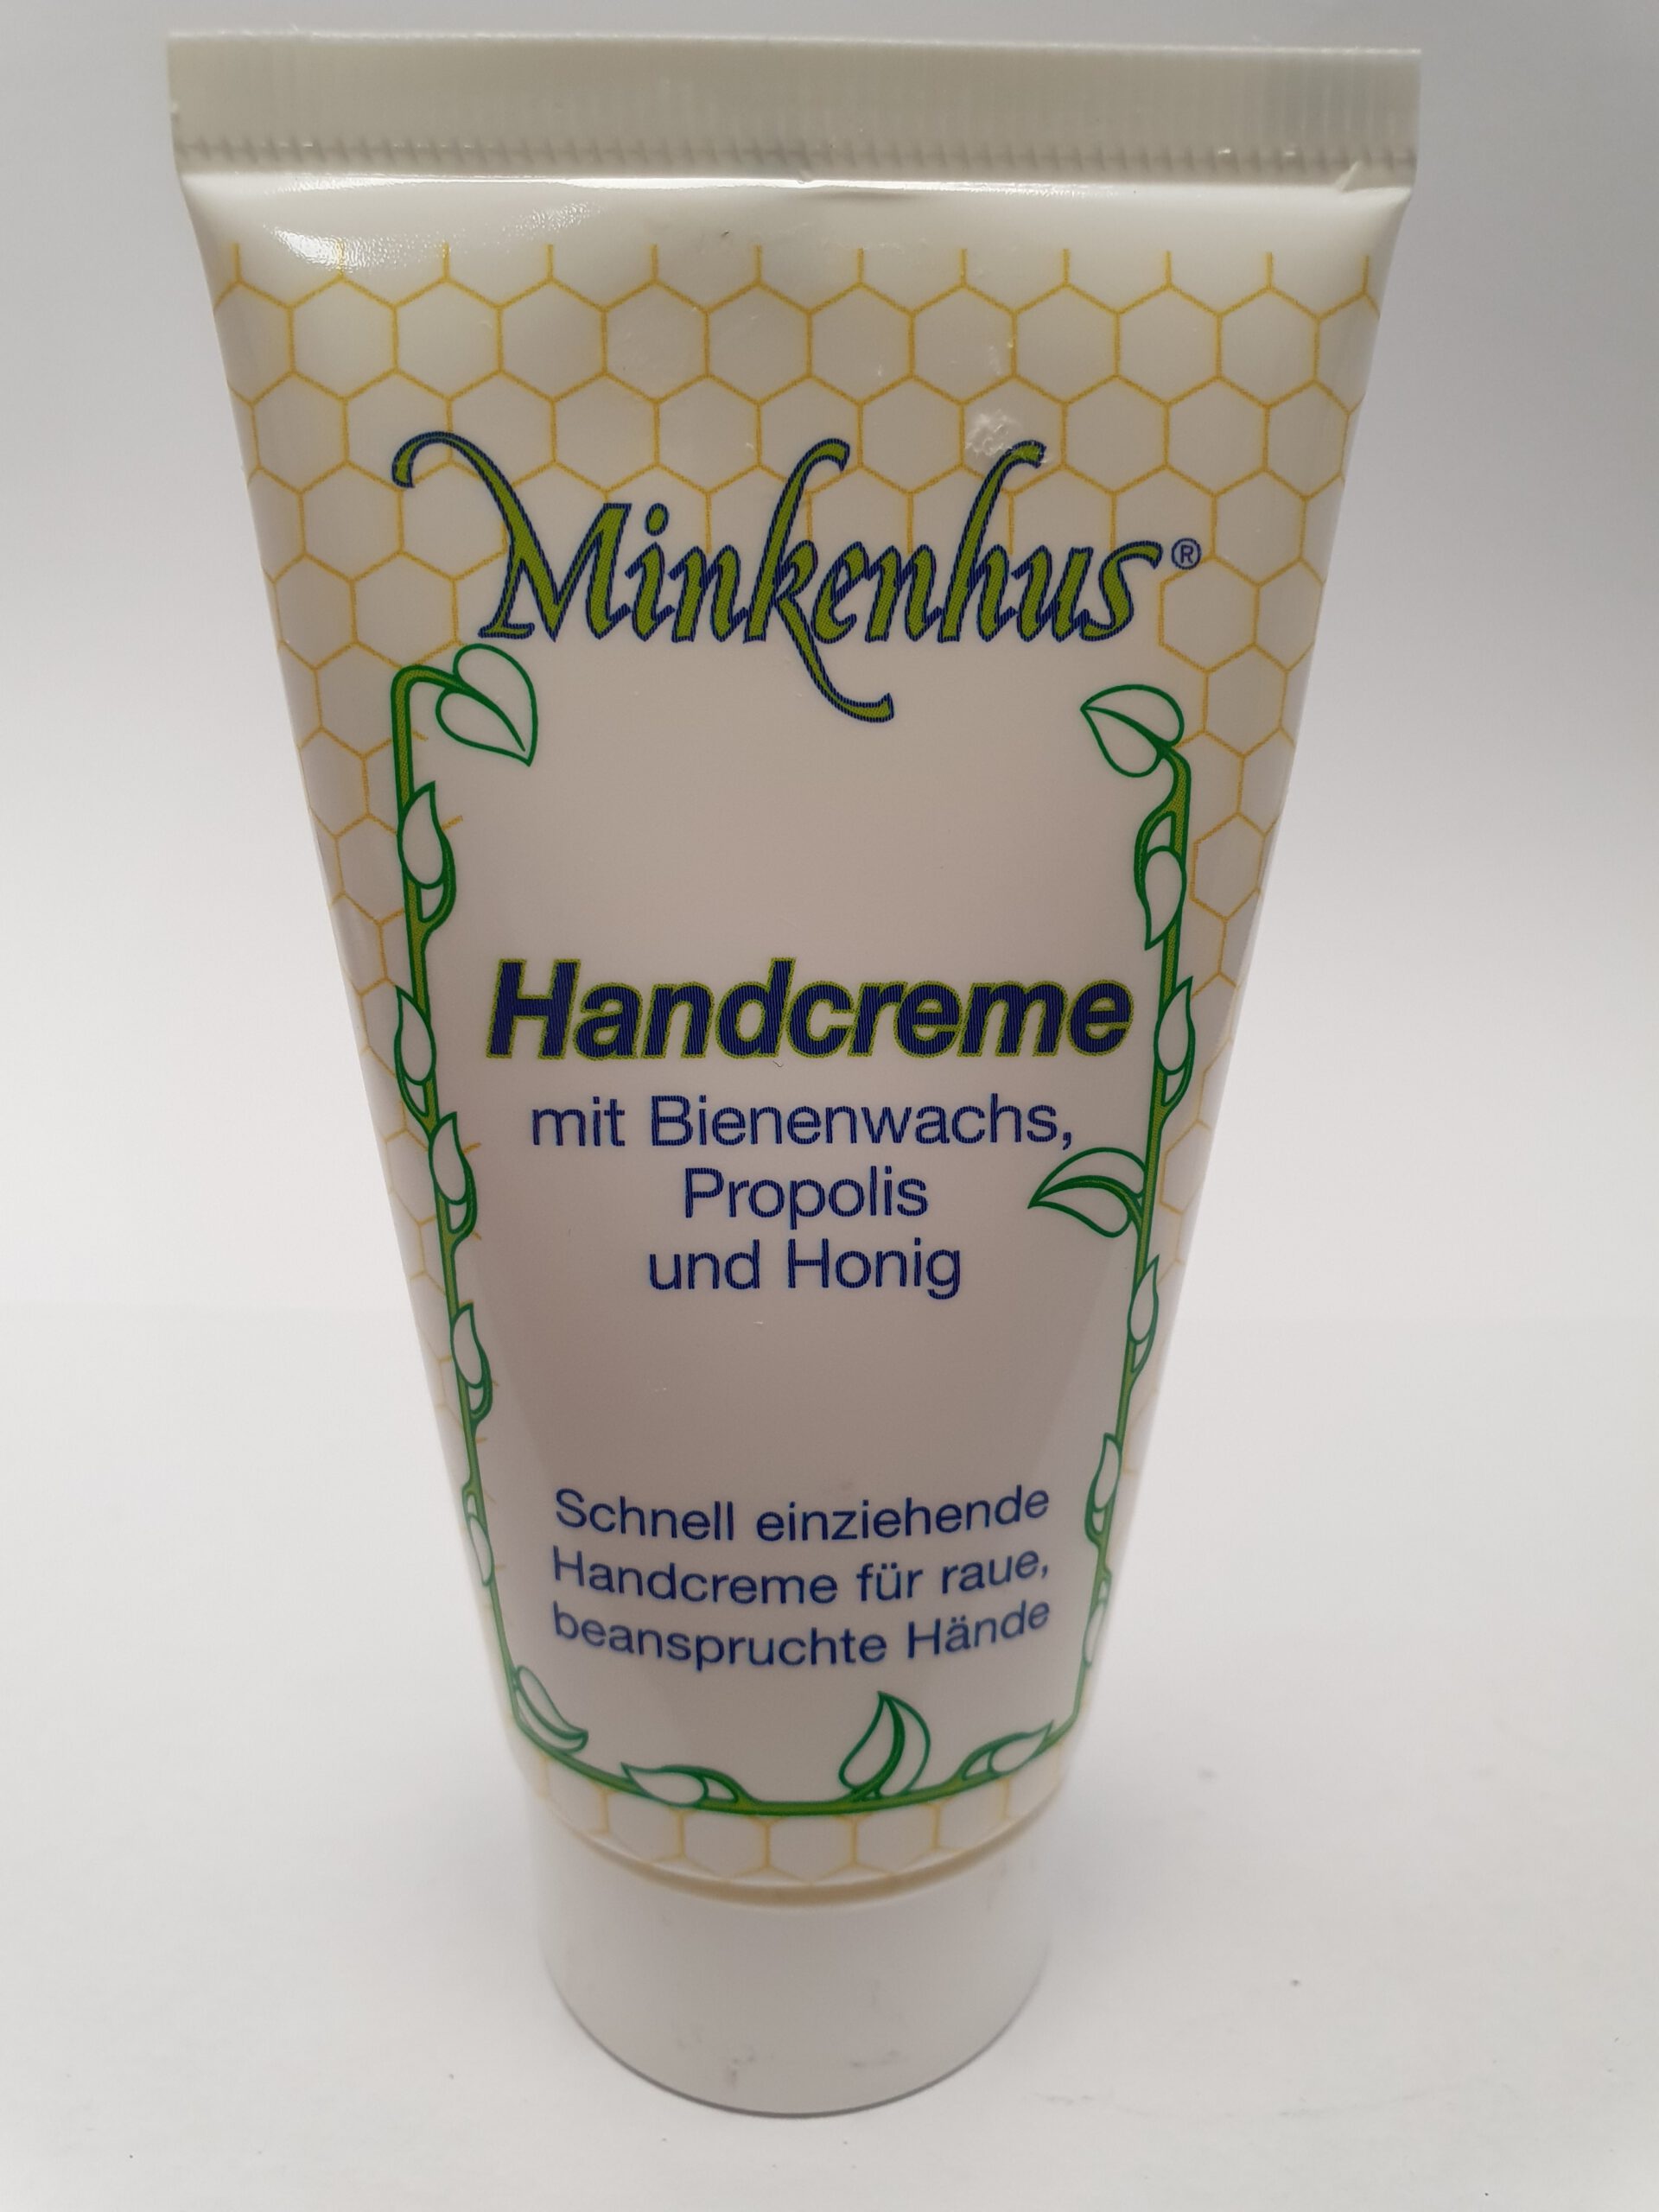 Minkenhus®
Handcreme
mit Bienenwachs,
Propolis
und Honig
Schnell einziehende
Handcreme für raue,
beanspruchte Hände